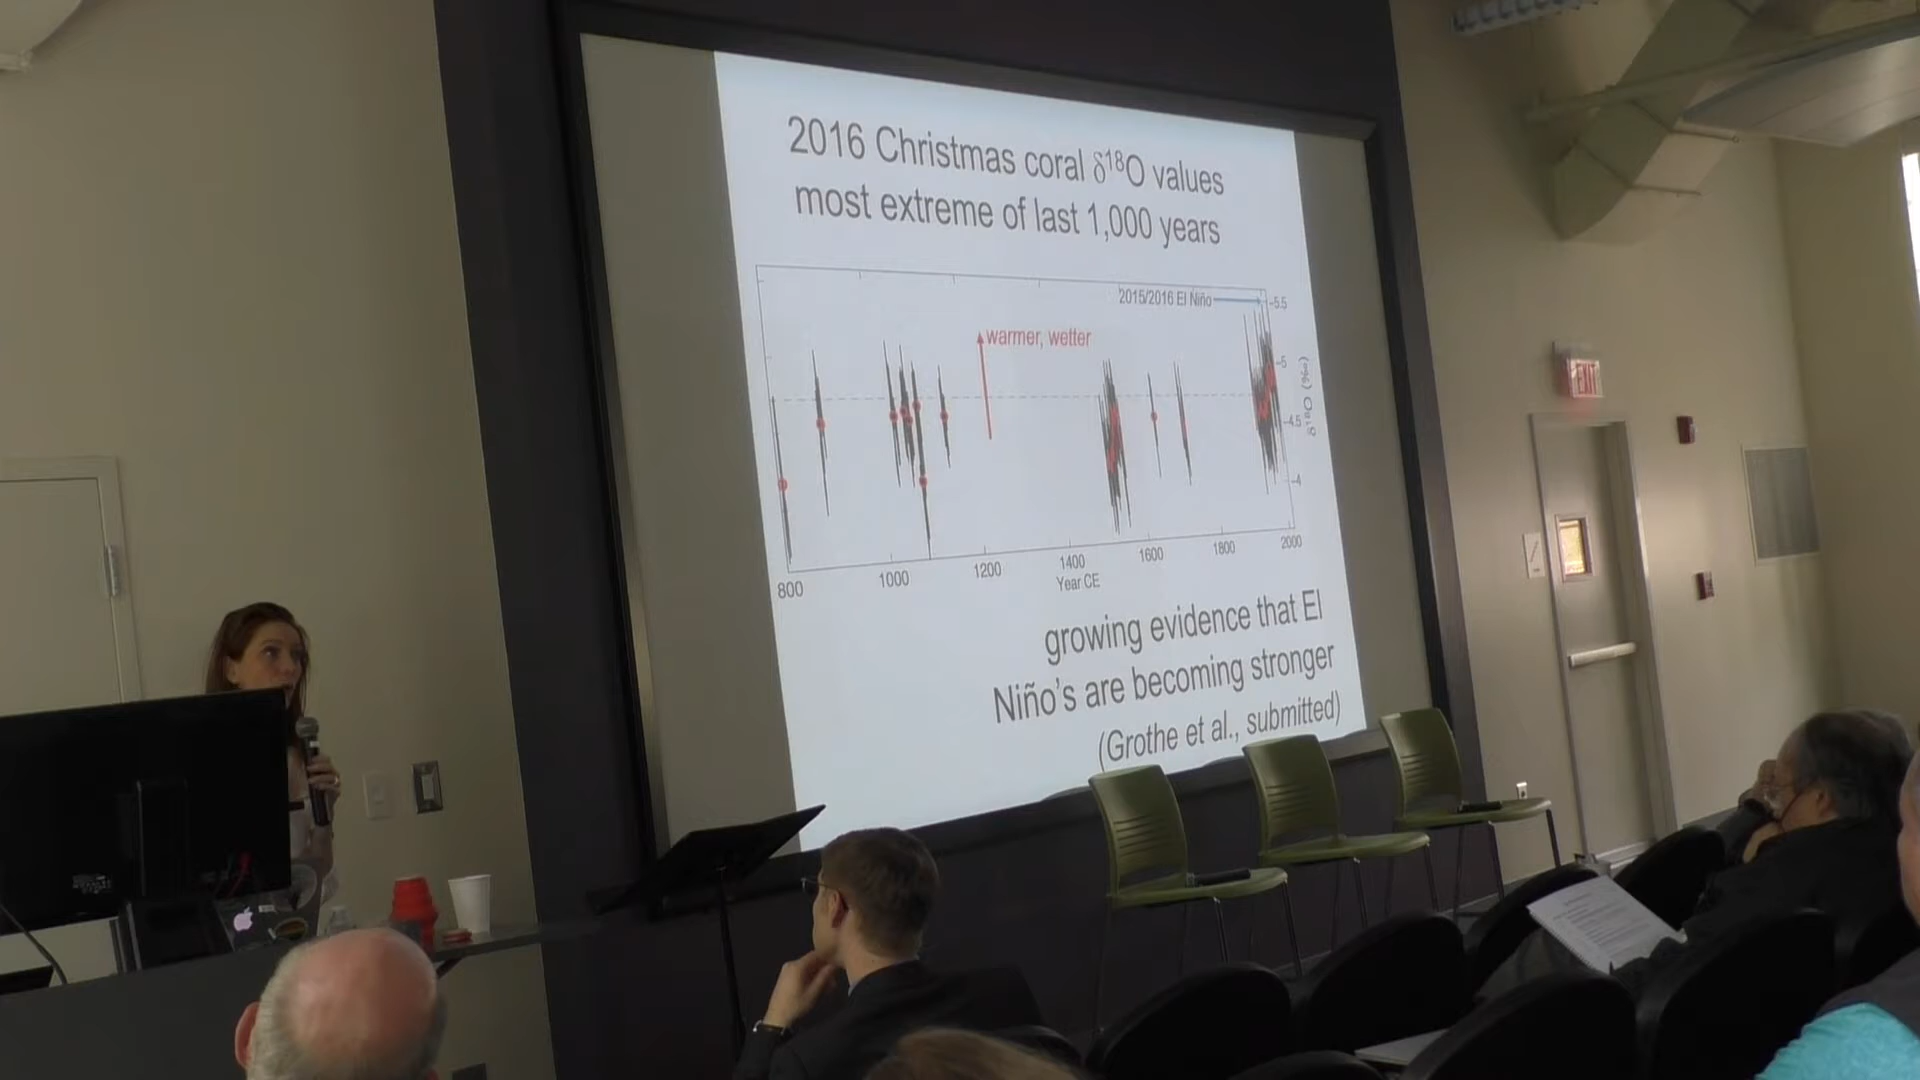 2016 Christmas coral δ¹⁸O values
most extreme of last 1,000 years
2015/2016 El Niño
warmer, wetter
-5.5
-5
-4.5
-4
δ¹⁸O (‰)
800
1000
1200
1400
1600
1800
2000
Year CE
growing evidence that El
Niño's are becoming stronger
(Grothe et al., submitted)
EXIT